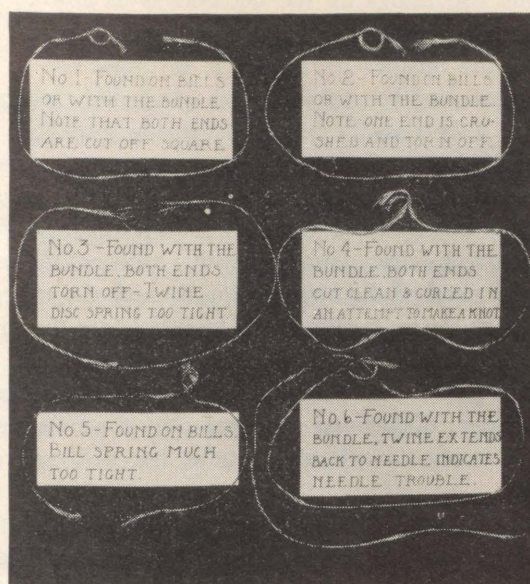 No 1-FOUND ON BILLS
OR WITH THE BUNDLE
NOTE THAT BOTH ENDS
ARE CUT OFF SQUARE
No 2-FOUND ON BILLS
OR WITH THE BUNDLE.
NOTE ONE END IS CRU-
SHED AND TORN OFF.
No.3-FOUND WITH THE
BUNDLE, BOTH ENDS
TORN OFF-TWINE
DISC SPRING TOO TIGHT
No 4-FOUND WITH THE
BUNDLE. BOTH ENDS
CUT CLEAN & CURLED IN
AN ATTEMPT TO MAKE A KNOT.
No 5-FOUND ON BILLS.
BILL SPRING MUCH
TOO TIGHT.
No.6-FOUND WITH THE
BUNDLE, TWINE EXTENDS
BACK TO NEEDLE INDICATES
NEEDLE TROUBLE.